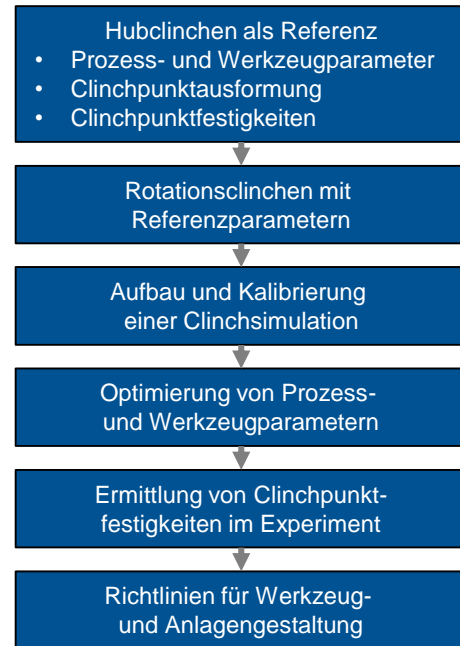 Hubclinchen als Referenz
• Prozess- und Werkzeugparameter
• Clinchpunktausformung
• Clinchpunktfestigkeiten
Rotationsclinchen mit
Referenzparametern
Aufbau und Kalibrierung
einer Clinchsimulation
Optimierung von Prozess-
und Werkzeugparametern
Ermittlung von Clinchpunkt-
festigkeiten im Experiment
Richtlinien für Werkzeug-
und Anlagengestaltung